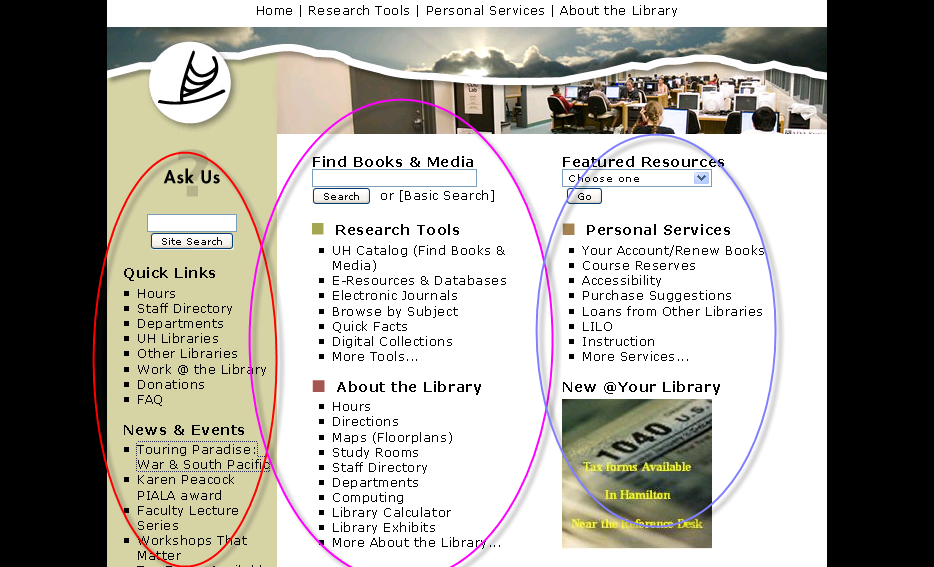 Home | Research Tools | Personal Services | About the Library
Ask Us
Site Search
Quick Links
Hours
Staff Directory
Departments
UH Libraries
Other Libraries
Work @ the Library
Donations
FAQ
News & Events
Touring Paradise:
War & South Pacific
Karen Peacock
PIALA award
Faculty Lecture
Series
Workshops That
Matter
Find Books & Media
Search or [Basic Search]
Research Tools
UH Catalog (Find Books &
Media)
E-Resources & Databases
Electronic Journals
Browse by Subject
Quick Facts
Digital Collections
More Tools...
About the Library
Hours
Directions
Maps (Floorplans)
Study Rooms
Staff Directory
Departments
Computing
Library Calculator
Library Exhibits
More About the Library...
Featured Resources
Choose one
Go
Personal Services
Your Account/Renew Books
Course Reserves
Accessibility
Purchase Suggestions
Loans from Other Libraries
LILO
Instruction
More Services...
New @Your Library
1040 U.S.
Tax forms Available
In Hamilton
Near the Reference Desk